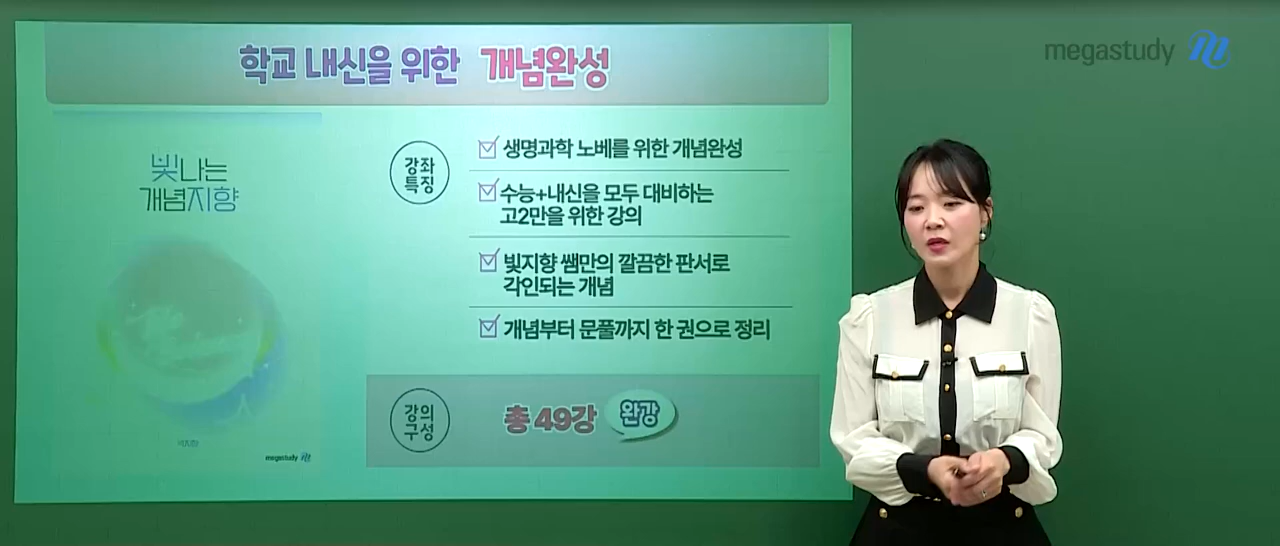 학교 내신을 위한 개념완성
megastudy
빛나는
개념지향
megastudy
강좌
특징
생명과학 노베를 위한 개념완성
수능+내신을 모두 대비하는
고2만을 위한 강의
빛지향 쌤만의 깔끔한 판서로
각인되는 개념
개념부터 문풀까지 한 권으로 정리
강의
구성
총 49강 완강